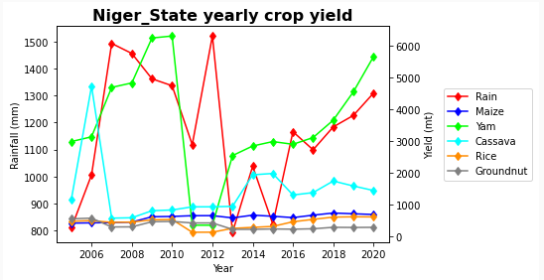 Niger_State yearly crop yield
1500
1400
1300
1200
1100
1000
900
800
Rainfall (mm)
6000
5000
4000
3000
2000
1000
0
Yield (mt)
2006
2008
2010
2012
2014
2016
2018
2020
Year
Rain
Maize
Yam
Cassava
Rice
Groundnut